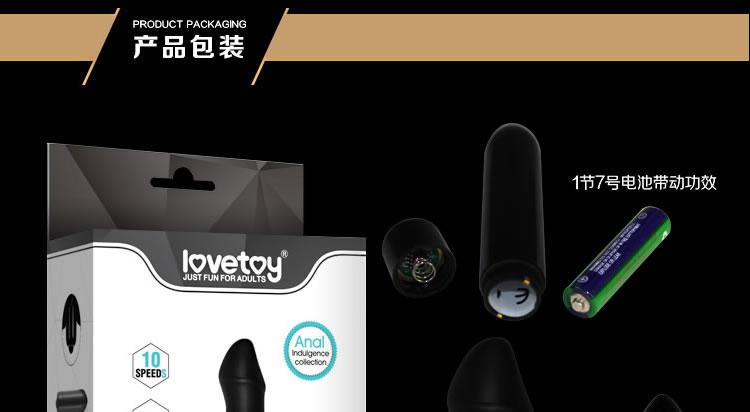 PRODUCT PACKAGING
产品包装
1节7号电池带动功效
lovetoy®
JUST FUN FOR ADULTS
Anal
Indulgence
collection
10
SPEEDS